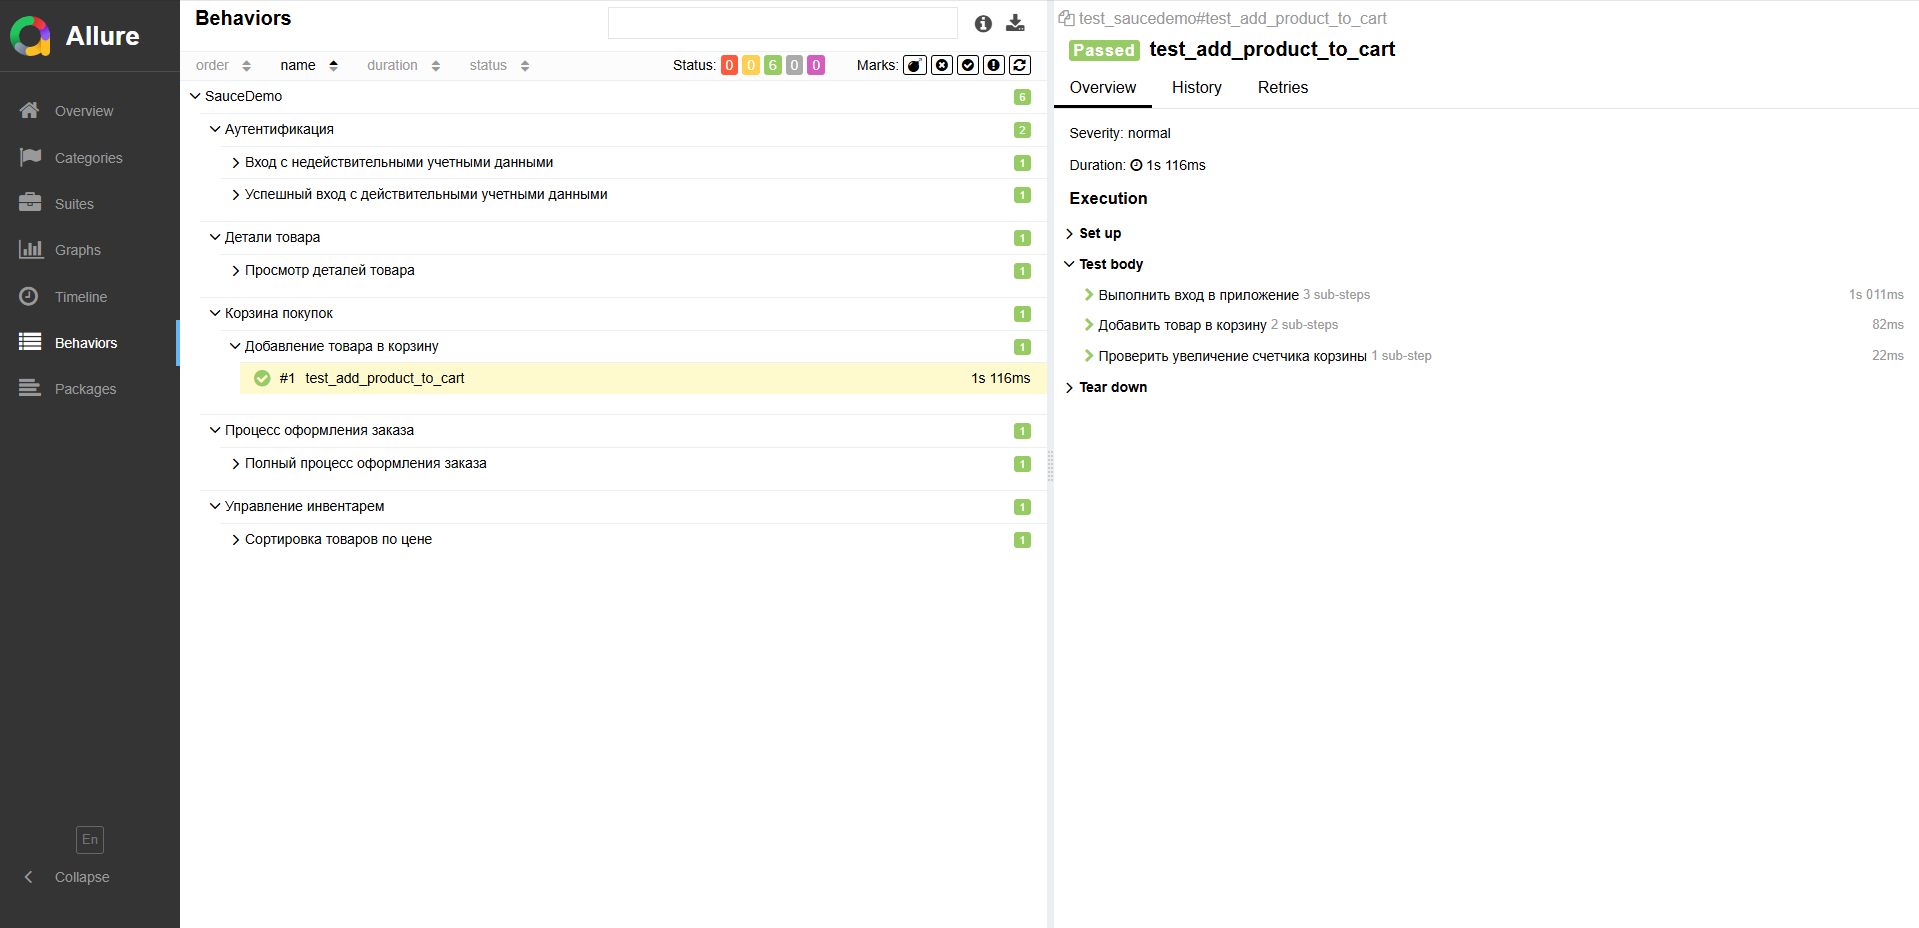 Allure
Overview
Categories
Suites
Graphs
Timeline
Behaviors
Packages
En
Collapse
Behaviors
order name duration status Status: 0 0 6 0 0 Marks:
SauceDemo 6
Аутентификация 2
Вход с недействительными учетными данными 1
Успешный вход с действительными учетными данными 1
Детали товара 1
Просмотр деталей товара 1
Корзина покупок 1
Добавление товара в корзину 1
#1 test_add_product_to_cart 1s 116ms
Процесс оформления заказа 1
Полный процесс оформления заказа 1
Управление инвентарем 1
Сортировка товаров по цене 1
test_saucedemo#test_add_product_to_cart
Passed test_add_product_to_cart
Overview History Retries
Severity: normal
Duration: 1s 116ms
Execution
Set up
Test body
Выполнить вход в приложение 3 sub-steps 1s 011ms
Добавить товар в корзину 2 sub-steps 82ms
Проверить увеличение счетчика корзины 1 sub-step 22ms
Tear down